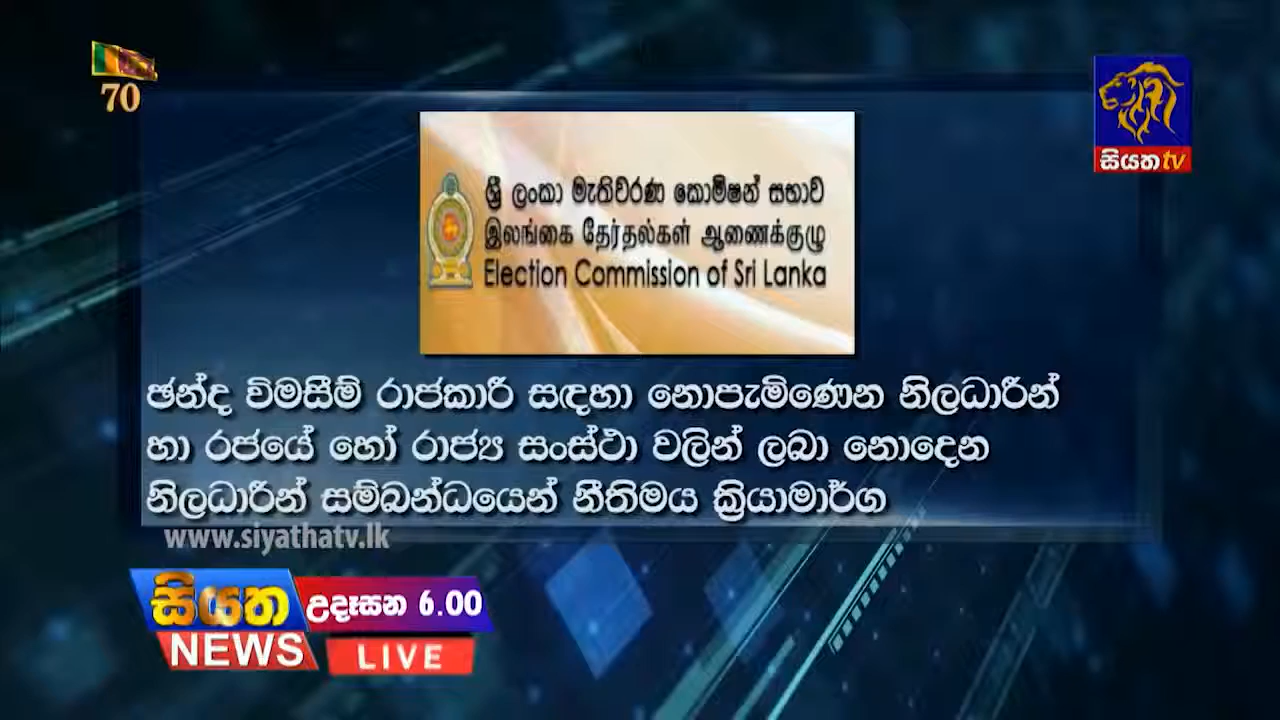 70
සියත tv
ශ්‍රී ලංකා මැතිවරණ කොමිෂන් සභාව
இலங்கை தேர்தல்கள் ஆணைக்குழு
Election Commission of Sri Lanka
ඡන්ද විමසීම් රාජකාරී සඳහා නොපැමිණෙන නිලධාරීන්
හා රජයේ හෝ රාජ්‍ය සංස්ථා වලින් ලබා නොදෙන
නිලධාරීන් සම්බන්ධයෙන් නීතිමය ක්‍රියාමාර්ග
www.siyathatv.lk
සියත උදෑසන 6.00
NEWS LIVE